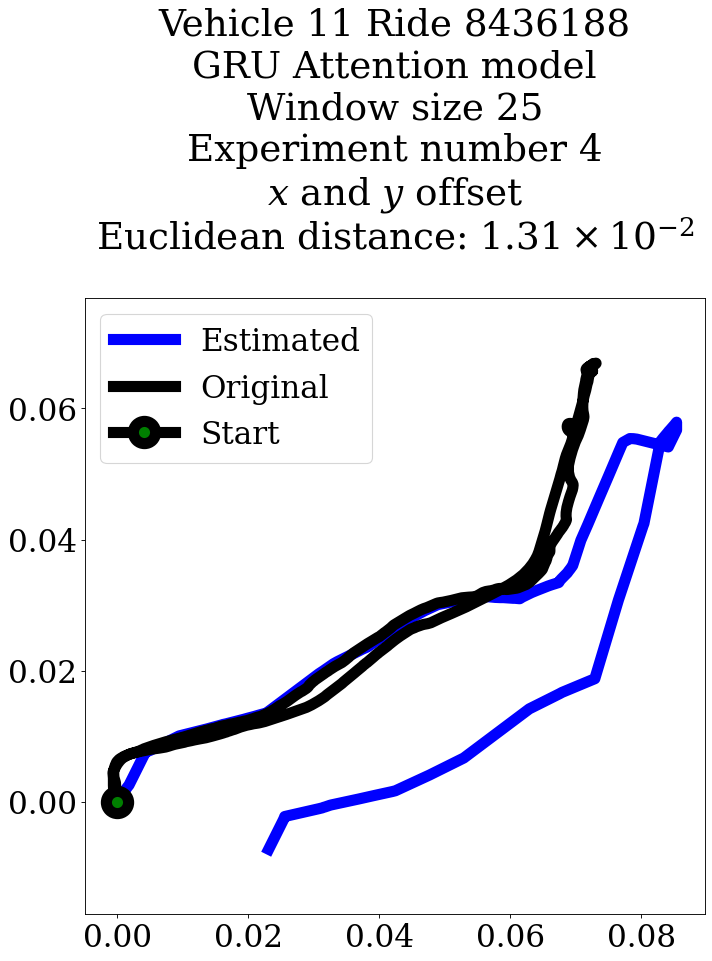 Vehicle 11 Ride 8436188
GRU Attention model
Window size 25
Experiment number 4
x and y offset
Euclidean distance: 1.31 × 10⁻²
Estimated
Original
Start
0.06
0.04
0.02
0.00
0.00 0.02 0.04 0.06 0.08